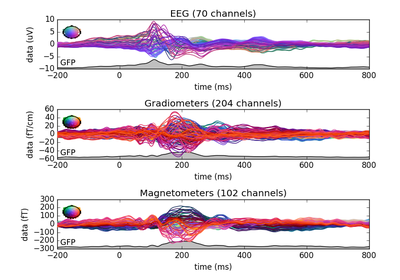 EEG (70 channels)
10
5
0
−5
−10
data (uV)
GFP
−200 0 200 400 600 800
time (ms)
Gradiometers (204 channels)
60
40
20
0
−20
−40
−60
data (fT/cm)
GFP
−200 0 200 400 600 800
time (ms)
Magnetometers (102 channels)
300
200
100
0
−100
−200
−300
data (fT)
GFP
−200 0 200 400 600 800
time (ms)